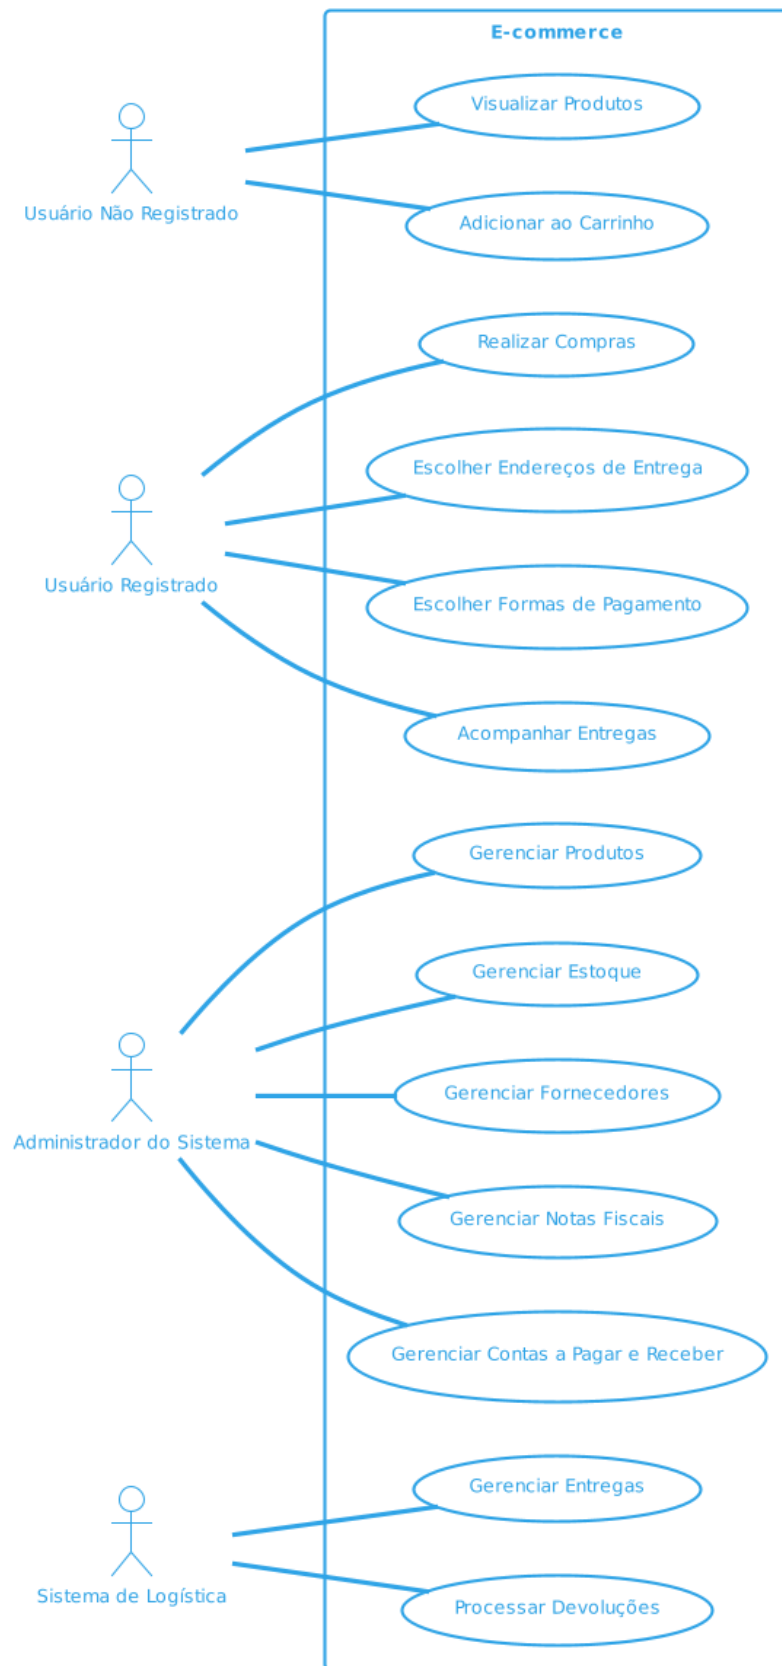 E-commerce
Visualizar Produtos
Usuário Não Registrado
Adicionar ao Carrinho
Realizar Compras
Escolher Endereços de Entrega
Usuário Registrado
Escolher Formas de Pagamento
Acompanhar Entregas
Gerenciar Produtos
Gerenciar Estoque
Gerenciar Fornecedores
Administrador do Sistema
Gerenciar Notas Fiscais
Gerenciar Contas a Pagar e Receber
Gerenciar Entregas
Sistema de Logística
Processar Devoluções